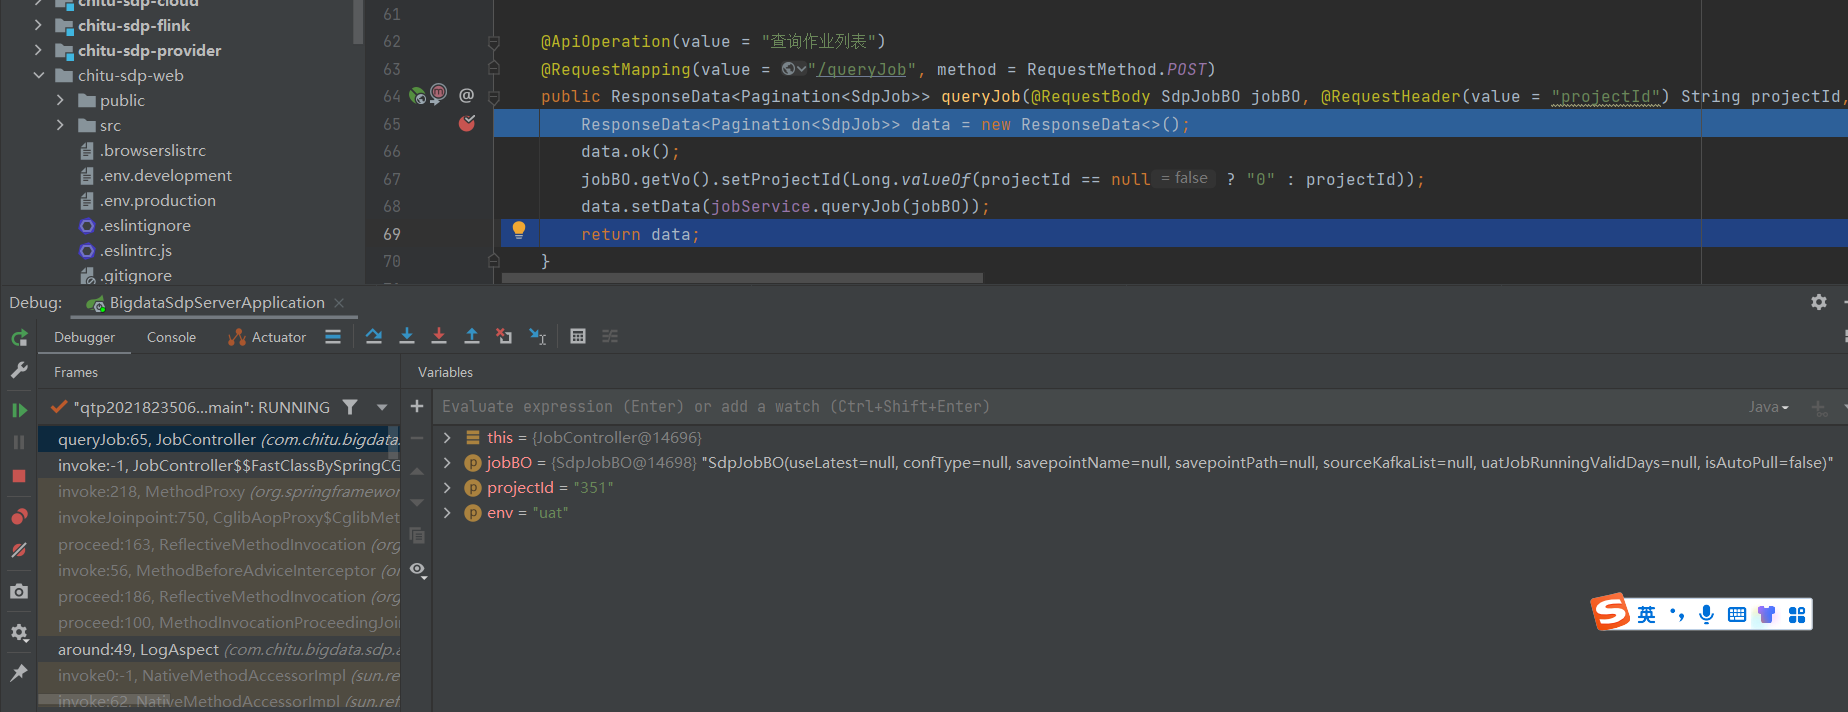 chitu-sdp-cloud
chitu-sdp-flink
chitu-sdp-provider
chitu-sdp-web
public
src
.browserslistrc
.env.development
.env.production
.eslintignore
.eslintrc.js
.gitignore
61
62 @ApiOperation(value = "查询作业列表")
63 @RequestMapping(value = "/queryJob", method = RequestMethod.POST)
64 @ public ResponseData<Pagination<SdpJob>> queryJob(@RequestBody SdpJobBO jobBO, @RequestHeader(value = "projectId") String projectId,
65 ResponseData<Pagination<SdpJob>> data = new ResponseData<>();
66 data.ok();
67 jobBO.getVo().setProjectId(Long.valueOf(projectId == null = false ? "0" : projectId));
68 data.setData(jobService.queryJob(jobBO));
69 return data;
70 }
Debug: BigdataSdpServerApplication
Debugger Console Actuator
Frames
Variables
"qtp2021823506...main": RUNNING
Evaluate expression (Enter) or add a watch (Ctrl+Shift+Enter)
Java
queryJob:65, JobController (com.chitu.bigdata.
invoke:-1, JobController$$FastClassBySpringCG
invoke:218, MethodProxy (org.springframewor
invokeJoinpoint:750, CglibAopProxy$CglibMet
proceed:163, ReflectiveMethodInvocation (org
invoke:56, MethodBeforeAdviceInterceptor (or
proceed:186, ReflectiveMethodInvocation (org
proceed:100, MethodInvocationProceedingJoin
around:49, LogAspect (com.chitu.bigdata.sdp.a
invoke0:-1, NativeMethodAccessorImpl (sun.re
invoke:62, NativeMethodAccessorImpl (sun.ref
this = {JobController@14696}
jobBO = {SdpJobBO@14698} "SdpJobBO(useLatest=null, confType=null, savepointName=null, savepointPath=null, sourceKafkaList=null, uatJobRunningValidDays=null, isAutoPull=false)"
projectId = "351"
env = "uat"
英